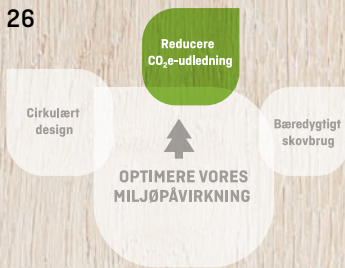 26
Reducere
CO₂e-udledning
Cirkulært
design
Bæredygtigt
skovbrug
OPTIMERE VORES
MILJØPÅVIRKNING